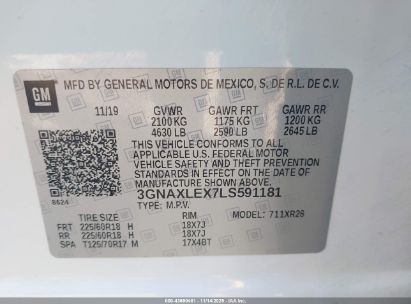 GM
MFD BY GENERAL MOTORS DE MEXICO, S. DE R.L. DE C.V.
11/19 GVWR GAWR FRT GAWR RR
2100 KG 1175 KG 1200 KG
4630 LB 2590 LB 2645 LB
THIS VEHICLE CONFORMS TO ALL APPLICABLE
U.S. FEDERAL MOTOR
VEHICLE SAFETY AND THEFT PREVENTION
STANDARDS IN EFFECT ON THE DATE OF
MANUFACTURE SHOWN ABOVE.
3GNAXLEX7LS591181
8624 TYPE: M.P.V. MODEL: 711XR26
TIRE SIZE RIM
FRT 225/60R18 H 18X7J
RR 225/60R18 H 18X7J
SPA T125/70R17 M 17X4BT